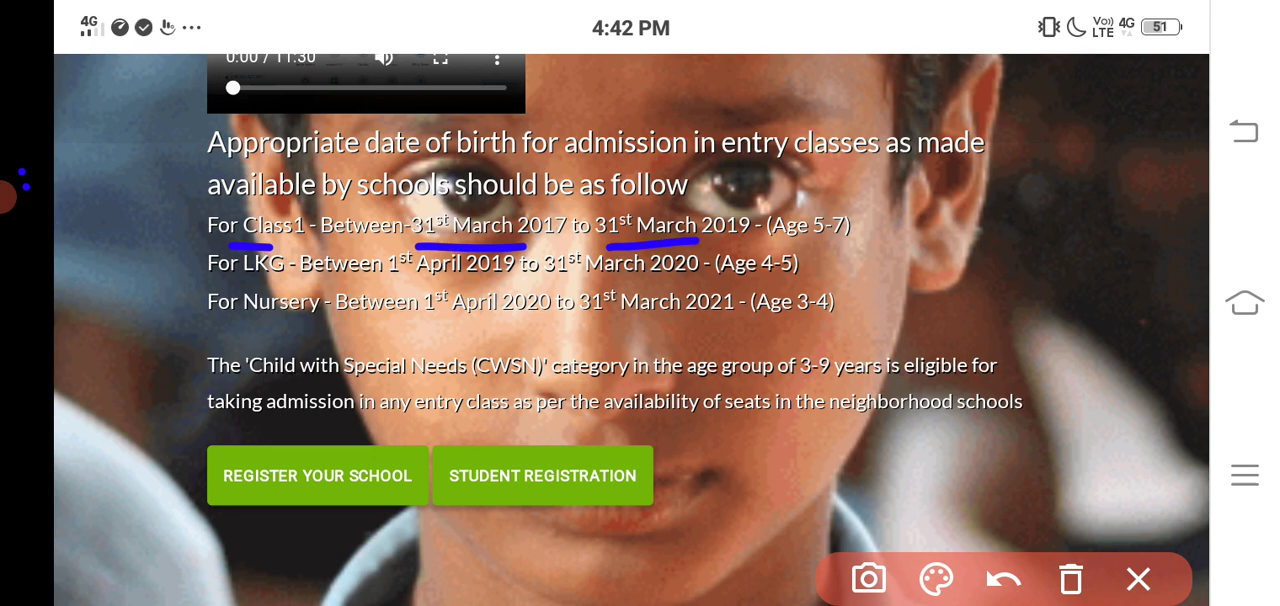 4G
4:42 PM
Vo)) LTE
4G
51
0:00 / 11:30
Appropriate date of birth for admission in entry classes as made
available by schools should be as follow
For Class1 - Between-31st March 2017 to 31st March 2019 - (Age 5-7)
For LKG - Between 1st April 2019 to 31st March 2020 - (Age 4-5)
For Nursery - Between 1st April 2020 to 31st March 2021 - (Age 3-4)
The 'Child with Special Needs (CWSN)' category in the age group of 3-9 years is eligible for
taking admission in any entry class as per the availability of seats in the neighborhood schools
REGISTER YOUR SCHOOL
STUDENT REGISTRATION